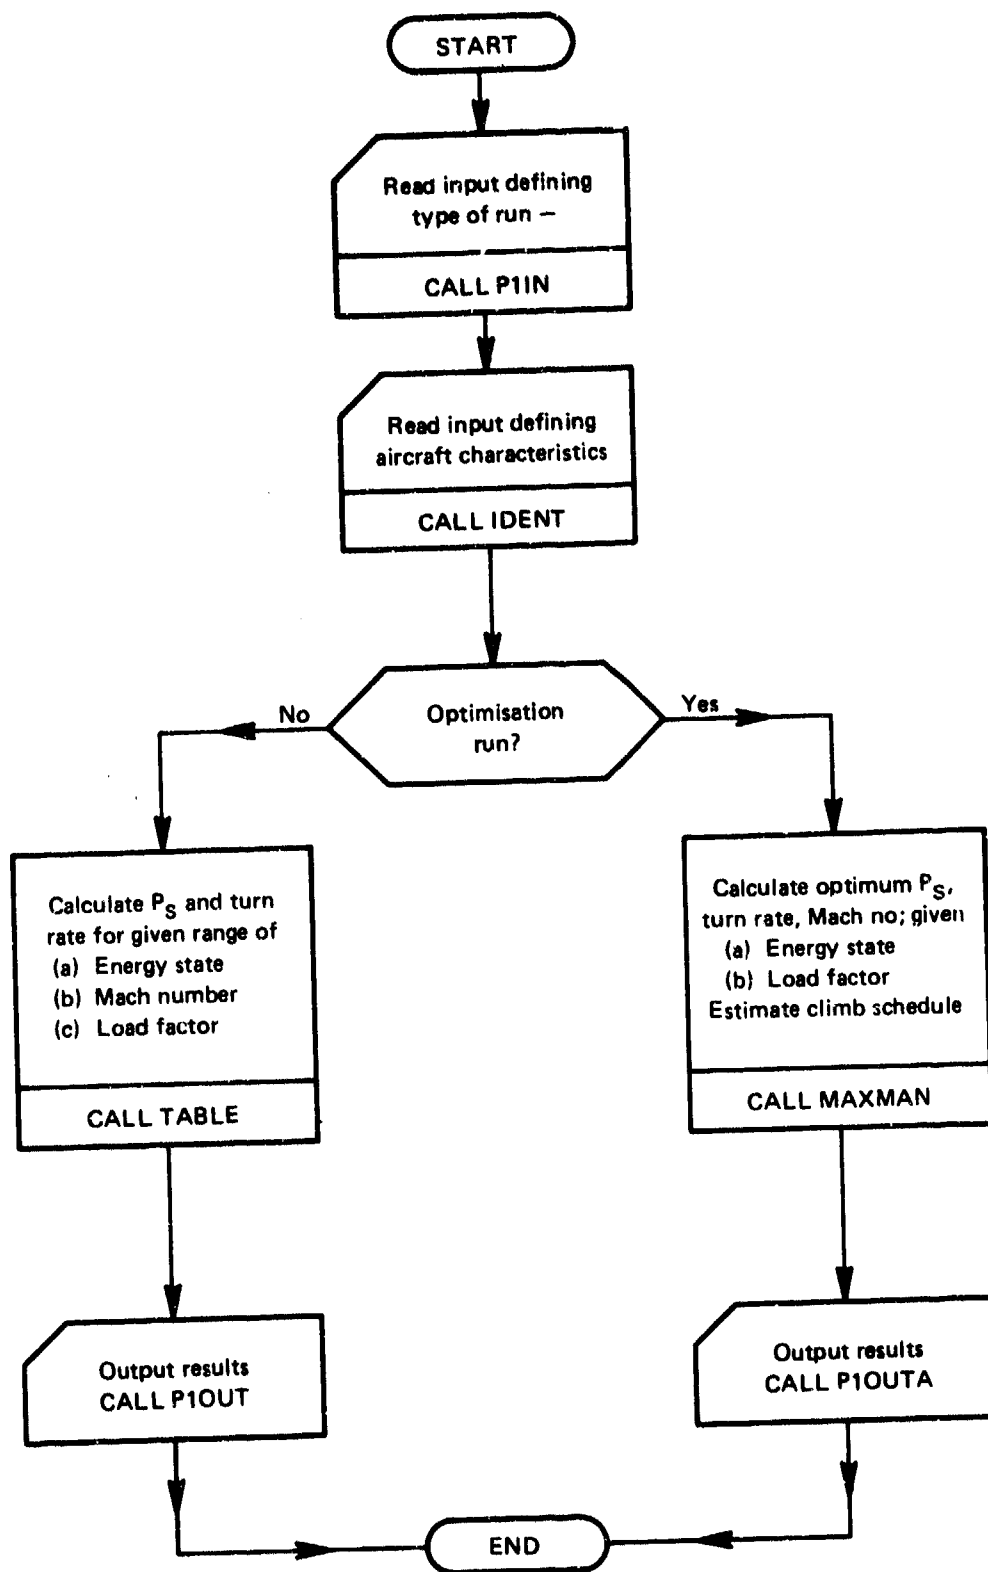 START
Read input defining
type of run –
CALL P1IN
Read input defining
aircraft characteristics
CALL IDENT
No
Optimisation
run?
Yes
Calculate PS and turn
rate for given range of
(a) Energy state
(b) Mach number
(c) Load factor
CALL TABLE
Calculate optimum PS,
turn rate, Mach no; given
(a) Energy state
(b) Load factor
Estimate climb schedule
CALL MAXMAN
Output results
CALL P1OUT
Output results
CALL P1OUTA
END